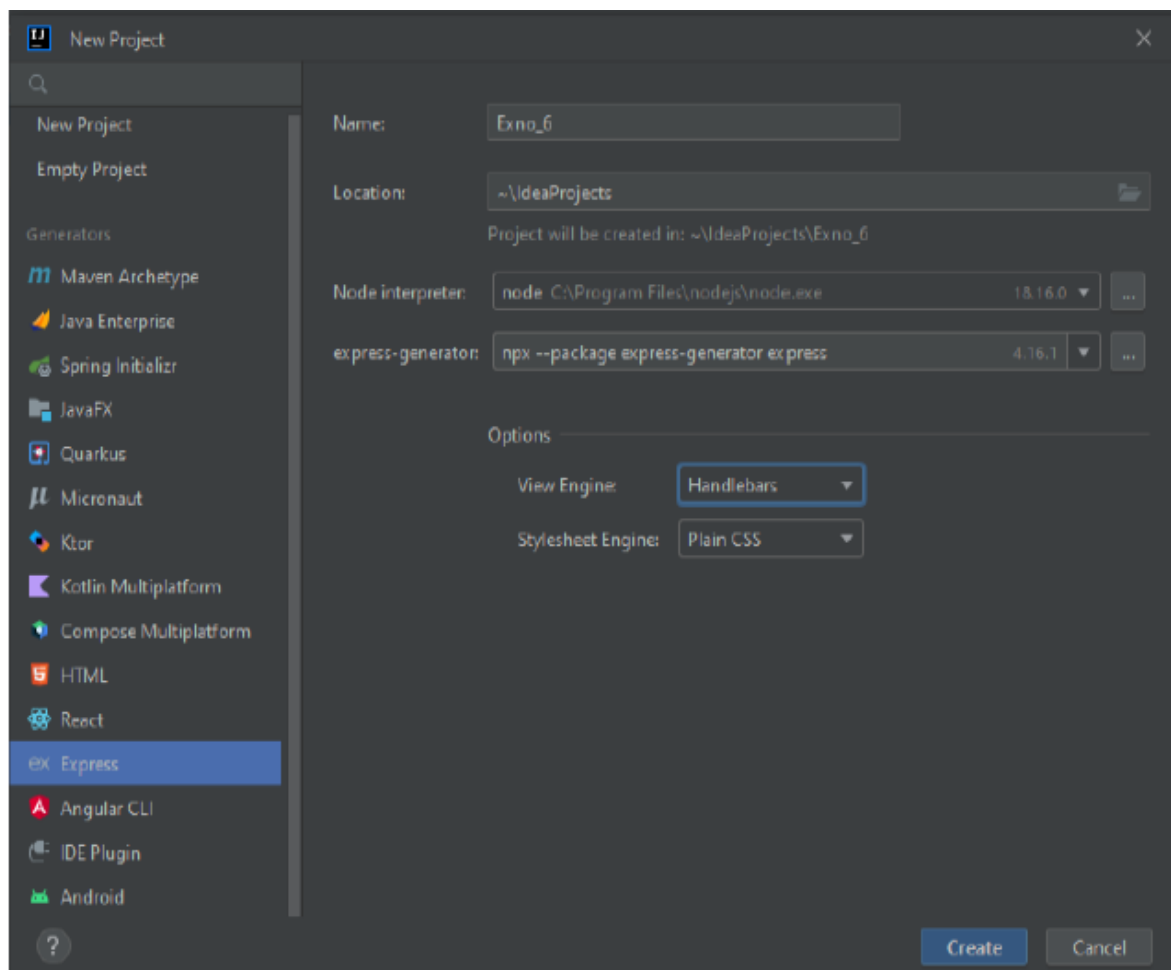 New Project
New Project
Empty Project
Generators
Maven Archetype
Java Enterprise
Spring Initializr
JavaFX
Quarkus
Micronaut
Ktor
Kotlin Multiplatform
Compose Multiplatform
HTML
React
ex Express
Angular CLI
IDE Plugin
Android
?
Name: Exno_6
Location: ~\IdeaProjects
Project will be created in: ~\IdeaProjects\Exno_6
Node interpreter: node C:\Program Files\nodejs\node.exe 18.16.0 ...
express-generator: npx --package express-generator express 4.16.1 ...
Options
View Engine: Handlebars
Stylesheet Engine: Plain CSS
Create Cancel